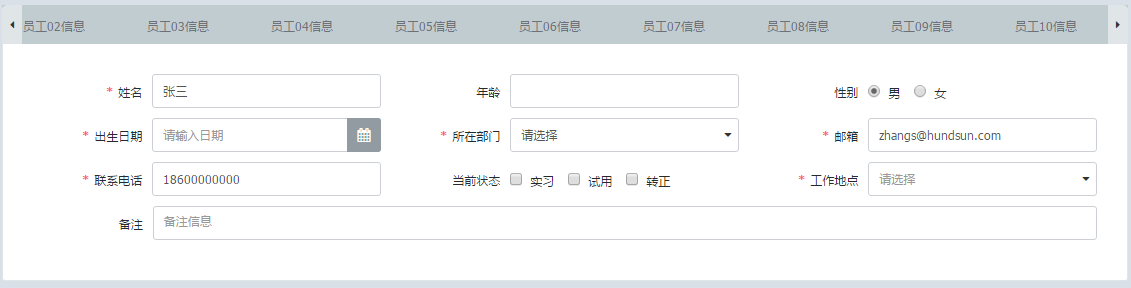 员工02信息 员工03信息 员工04信息 员工05信息 员工06信息 员工07信息 员工08信息 员工09信息 员工10信息
* 姓名 张三 年龄 性别 男 女
* 出生日期 请输入日期 * 所在部门 请选择 * 邮箱 zhangs@hundsun.com
* 联系电话 18600000000 当前状态 实习 试用 转正 * 工作地点 请选择
备注 备注信息